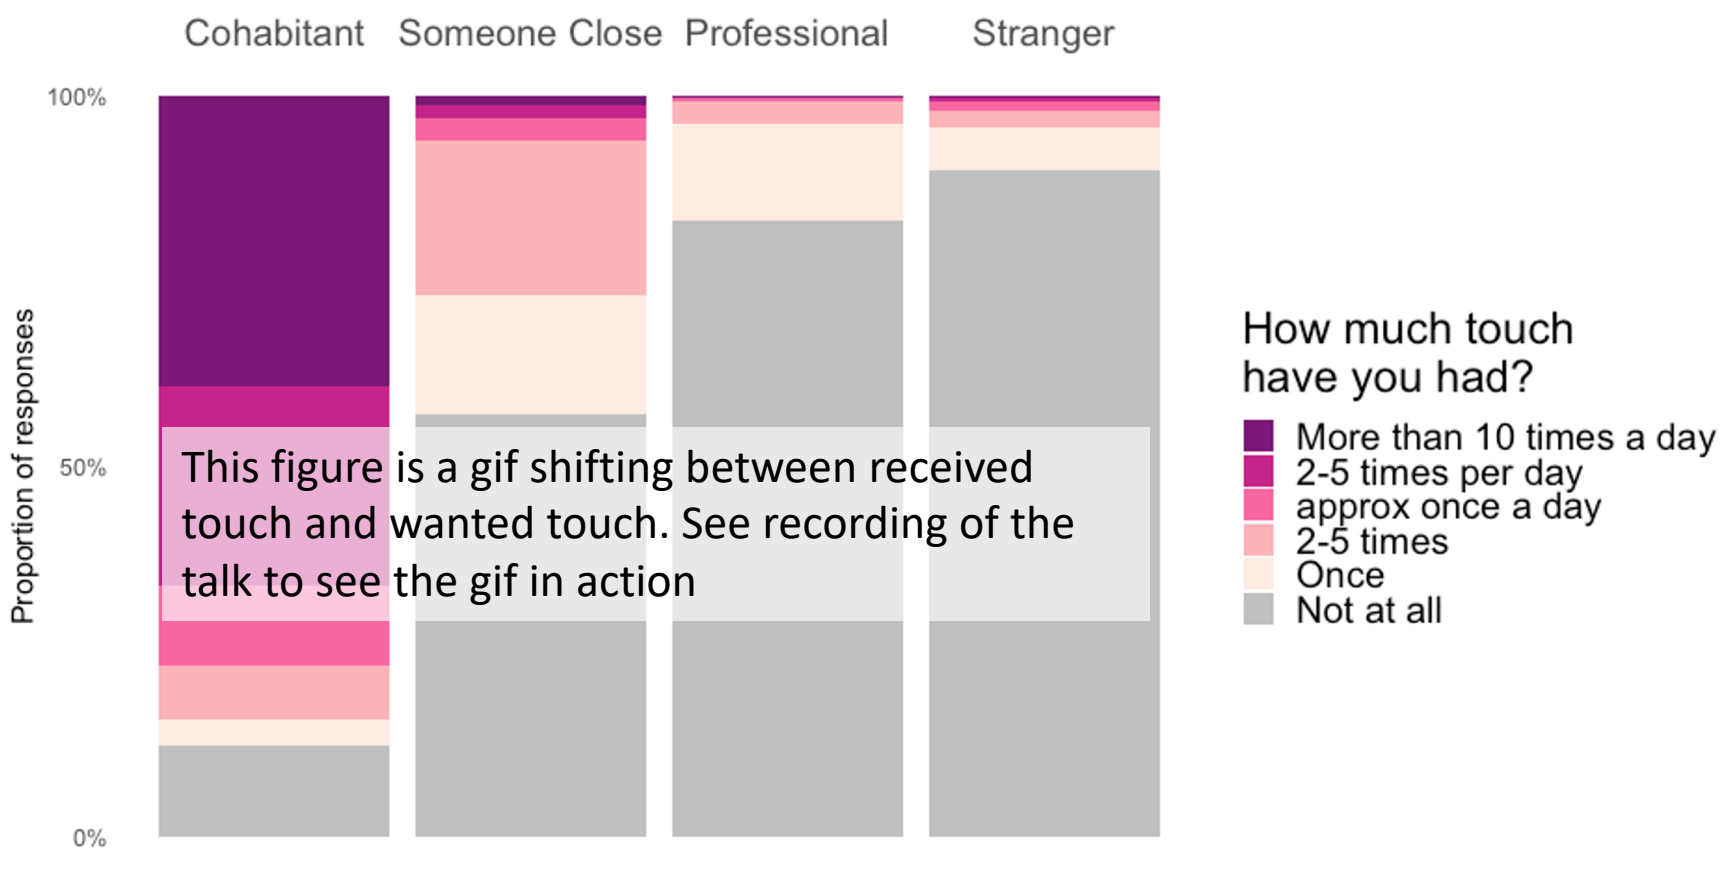 Cohabitant Someone Close Professional Stranger
100%
50%
0%
Proportion of responses
This figure is a gif shifting between received
touch and wanted touch. See recording of the
talk to see the gif in action
How much touch
have you had?
More than 10 times a day
2-5 times per day
approx once a day
2-5 times
Once
Not at all